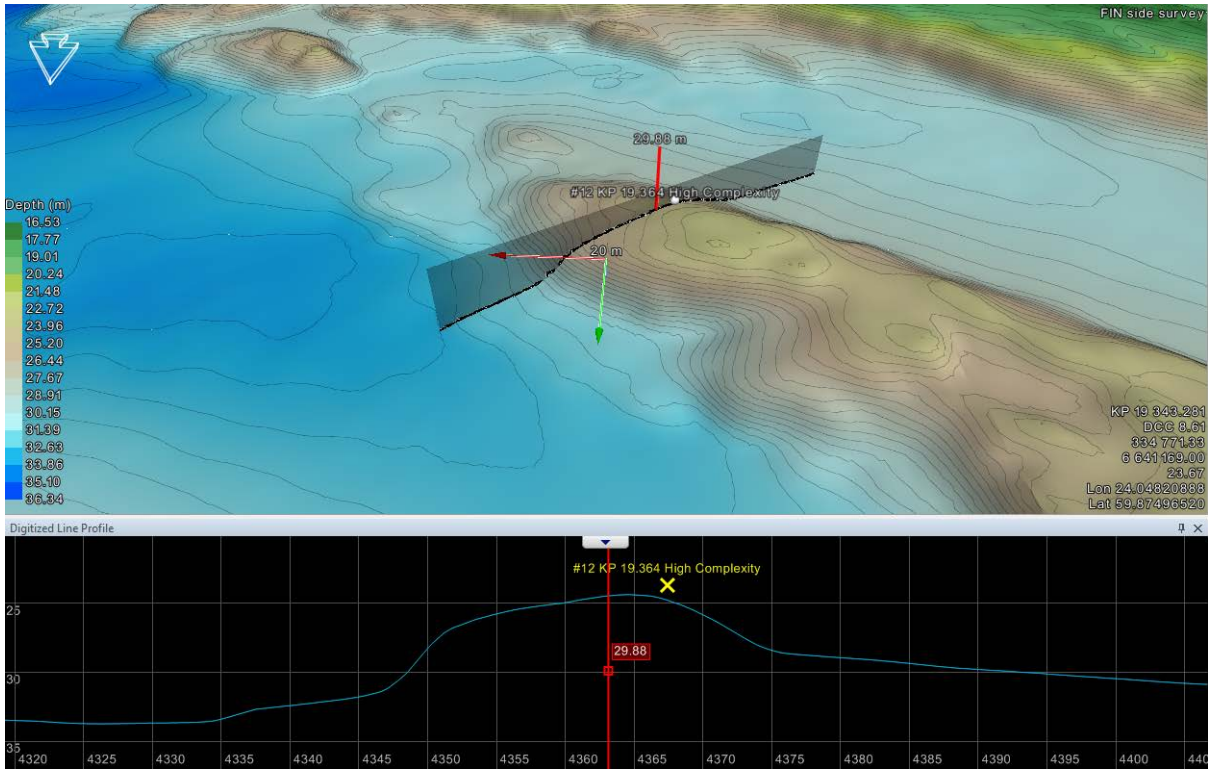 FIN side survey
29.88 m
#12 KP 19.364 High Complexity
20 m
Depth (m)
16.53
17.77
19.01
20.24
21.48
22.72
23.96
25.20
26.44
27.67
28.91
30.15
31.39
32.63
33.86
35.10
36.34
KP 19 343.281
DCC 8.61
334 771.33
6 641 169.00
23.67
Lon 24.04820888
Lat 59.87496520
Digitized Line Profile
#12 KP 19.364 High Complexity
25
29.88
30
35
4320 4325 4330 4335 4340 4345 4350 4355 4360 4365 4370 4375 4380 4385 4390 4395 4400 440